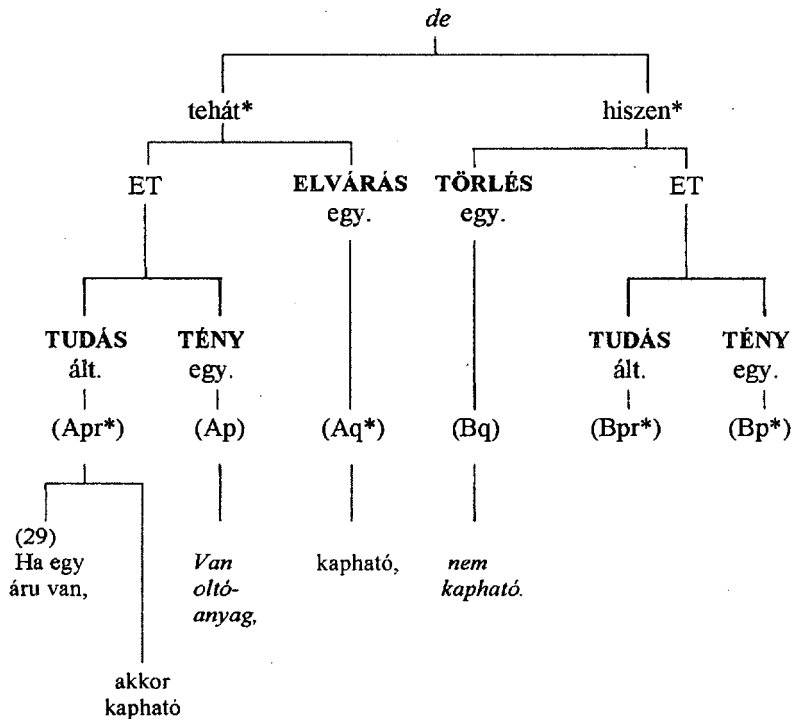 de
tehát* hiszen*
ET ELVÁRÁS TÖRLÉS ET
egy. egy.
TUDÁS TÉNY TUDÁS TÉNY
ált. egy. ált. egy.
(Apr*) (Ap) (Aq*) (Bq) (Bpr*) (Bp*)
(29)
Ha egy Van kapható, nem
áru van, oltó- kapható.
anyag,
akkor
kapható